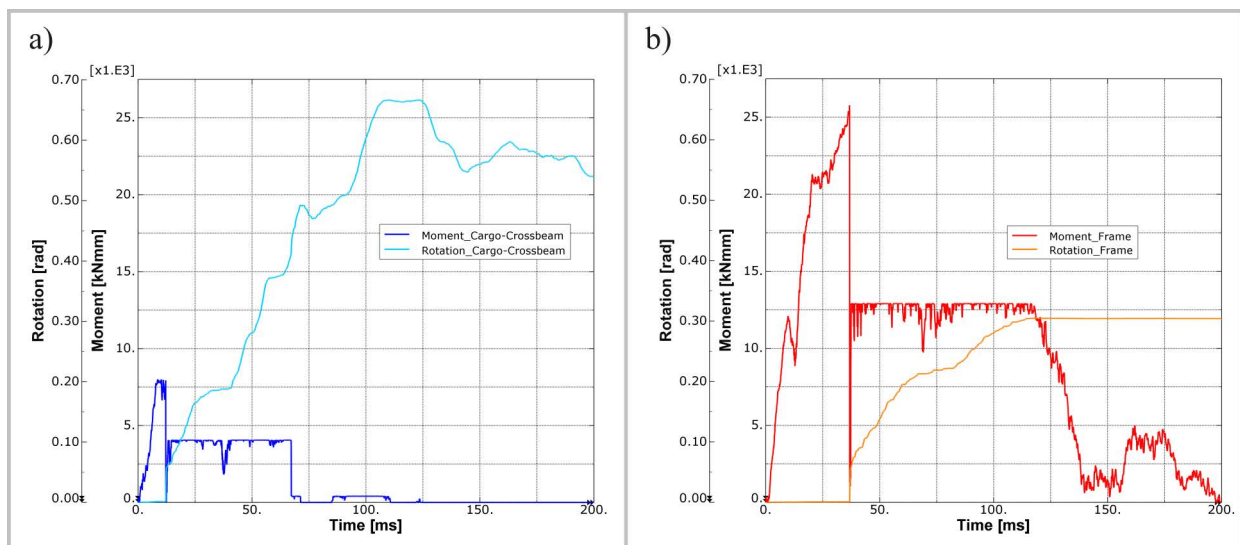 a)
[x1.E3]
0.70
0.60
0.50
0.40
0.30
0.20
0.10
0.00
Rotation [rad]
25.
20.
15.
10.
5.
0.
Moment [kNmm]
Moment_Cargo-Crossbeam
Rotation_Cargo-Crossbeam
0. 50. 100. 150. 200.
Time [ms]
b)
[x1.E3]
0.70
0.60
0.50
0.40
0.30
0.20
0.10
0.00
Rotation [rad]
25.
20.
15.
10.
5.
0.
Moment [kNmm]
Moment_Frame
Rotation_Frame
0. 50. 100. 150. 200.
Time [ms]